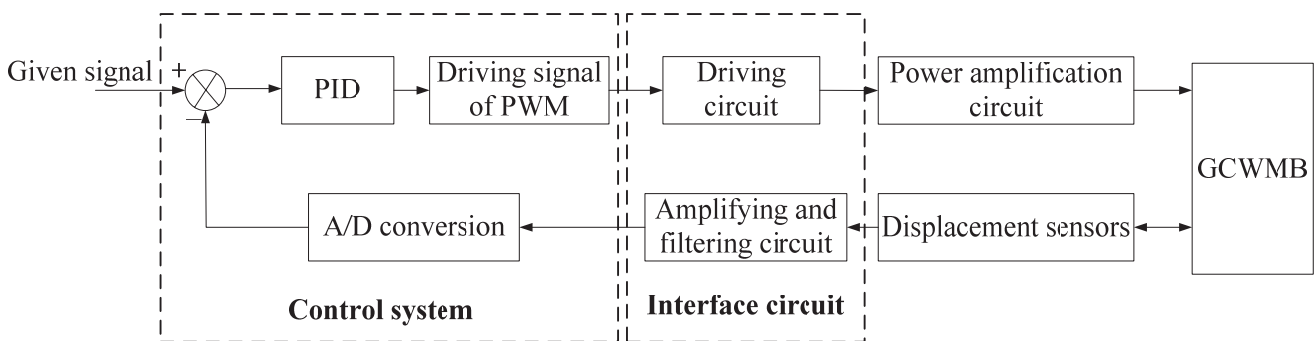 Given signal
+
−
PID
Driving signal
of PWM
Driving
circuit
Power amplification
circuit
GCWMB
A/D conversion
Amplifying and
filtering circuit
Displacement sensors
Control system
Interface circuit